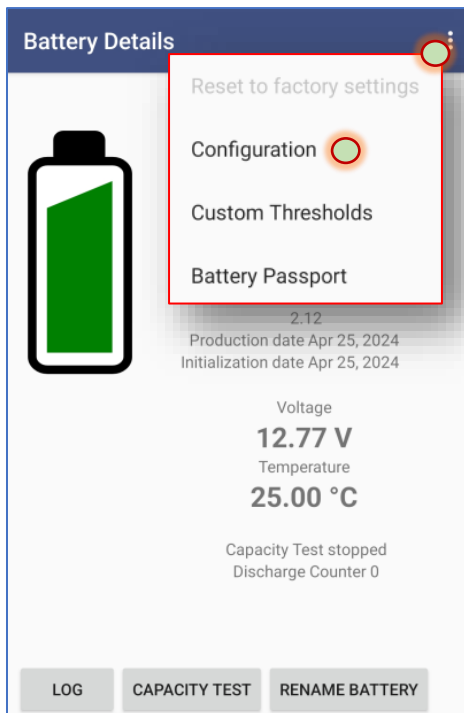 Battery Details
Reset to factory settings
Configuration
Custom Thresholds
Battery Passport
2.12
Production date Apr 25, 2024
Initialization date Apr 25, 2024
Voltage
12.77 V
Temperature
25.00 °C
Capacity Test stopped
Discharge Counter 0
LOG CAPACITY TEST RENAME BATTERY